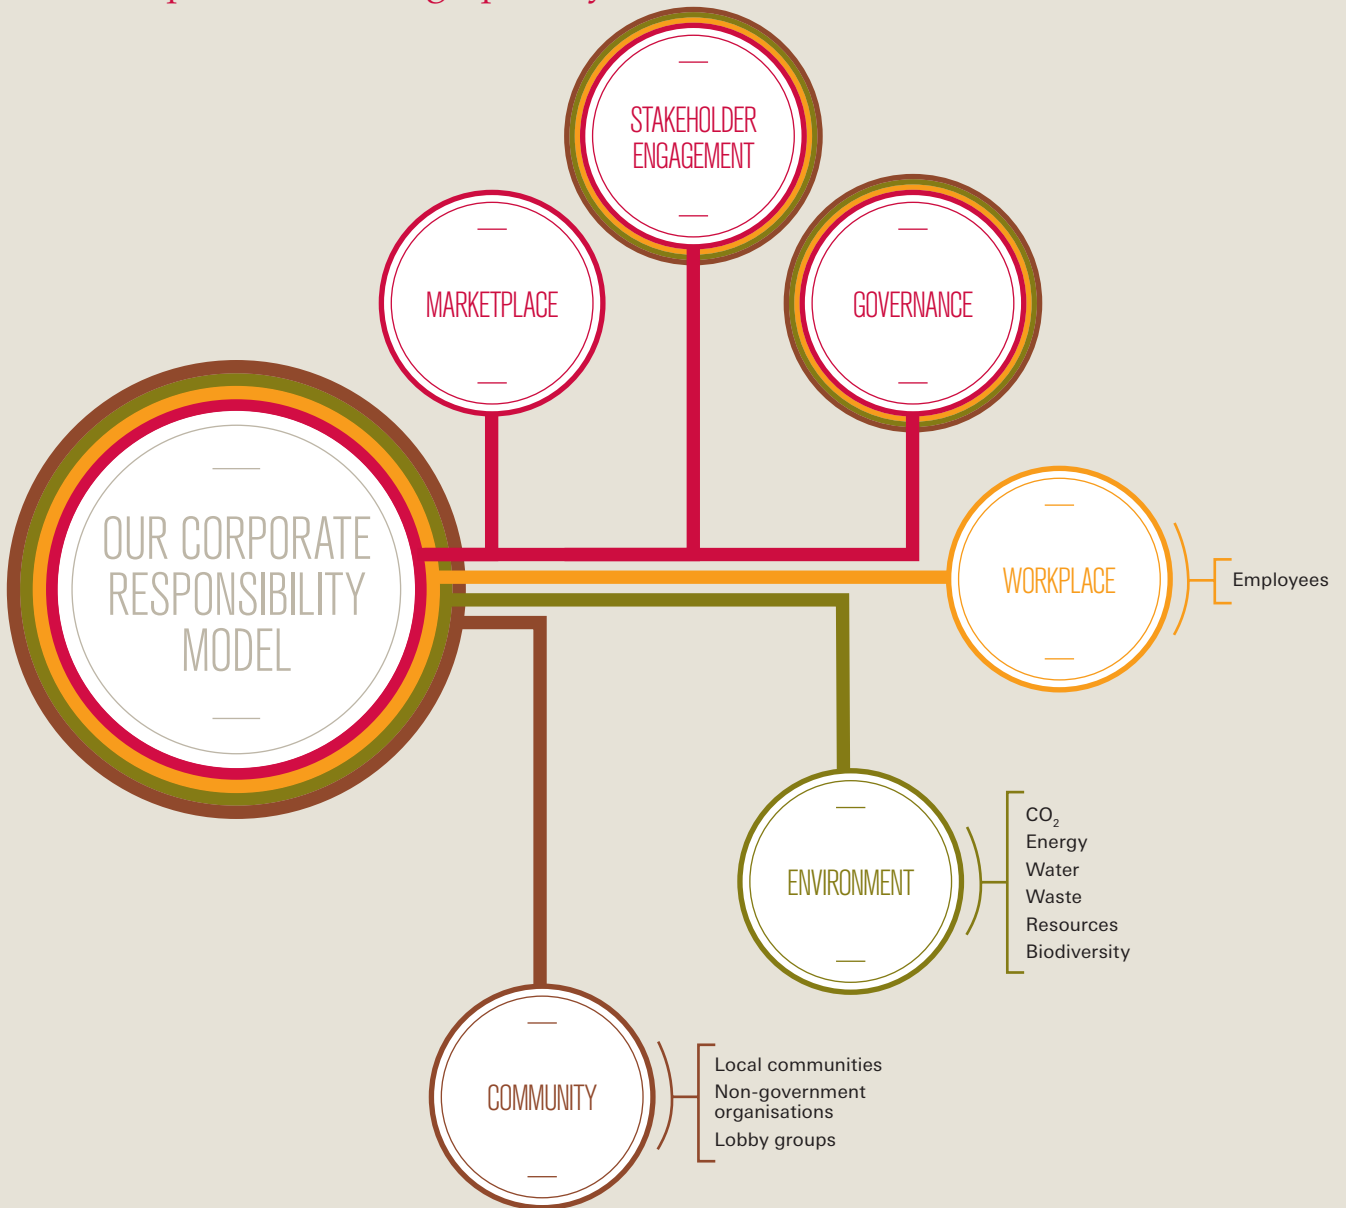 STAKEHOLDER
ENGAGEMENT
MARKETPLACE
GOVERNANCE
OUR CORPORATE
RESPONSIBILITY
MODEL
WORKPLACE
Employees
ENVIRONMENT
CO₂
Energy
Water
Waste
Resources
Biodiversity
COMMUNITY
Local communities
Non-government
organisations
Lobby groups